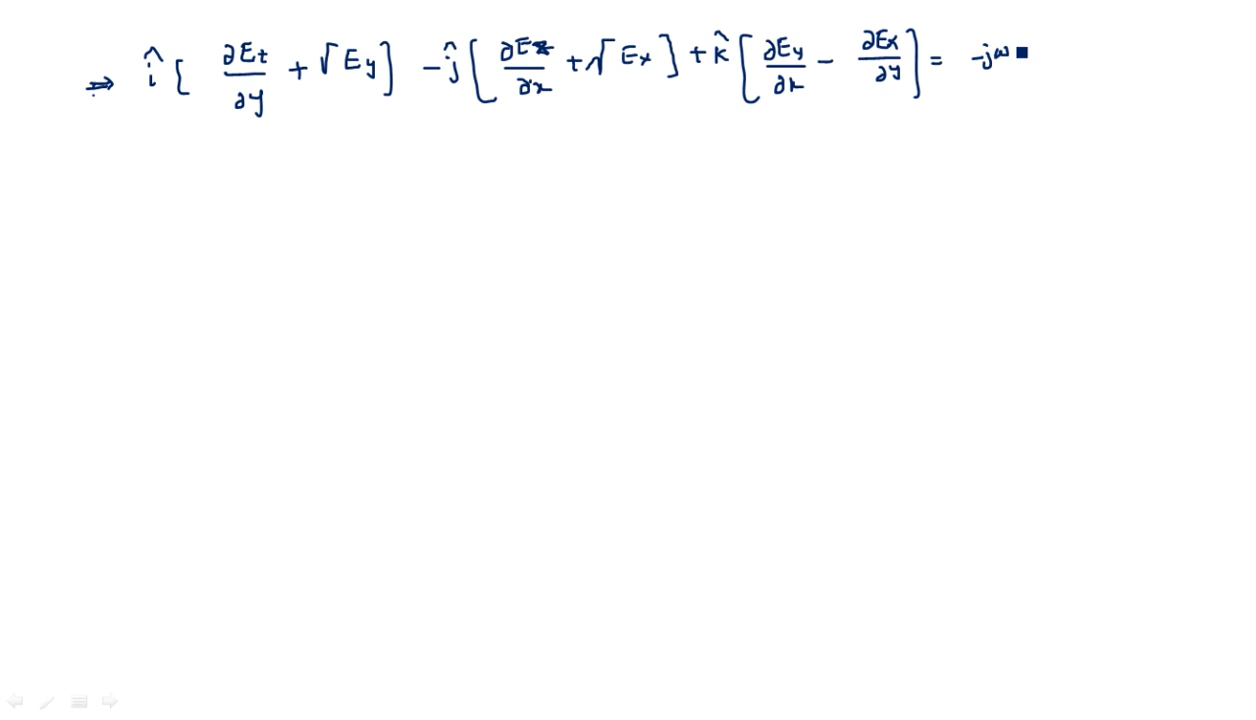 ⇒ î [ ∂Et/∂y + √Ey ] - ĵ [ ∂Ez/∂x + √Ex ] + k̂ [ ∂Ey/∂x - ∂Ex/∂y ] = -jω